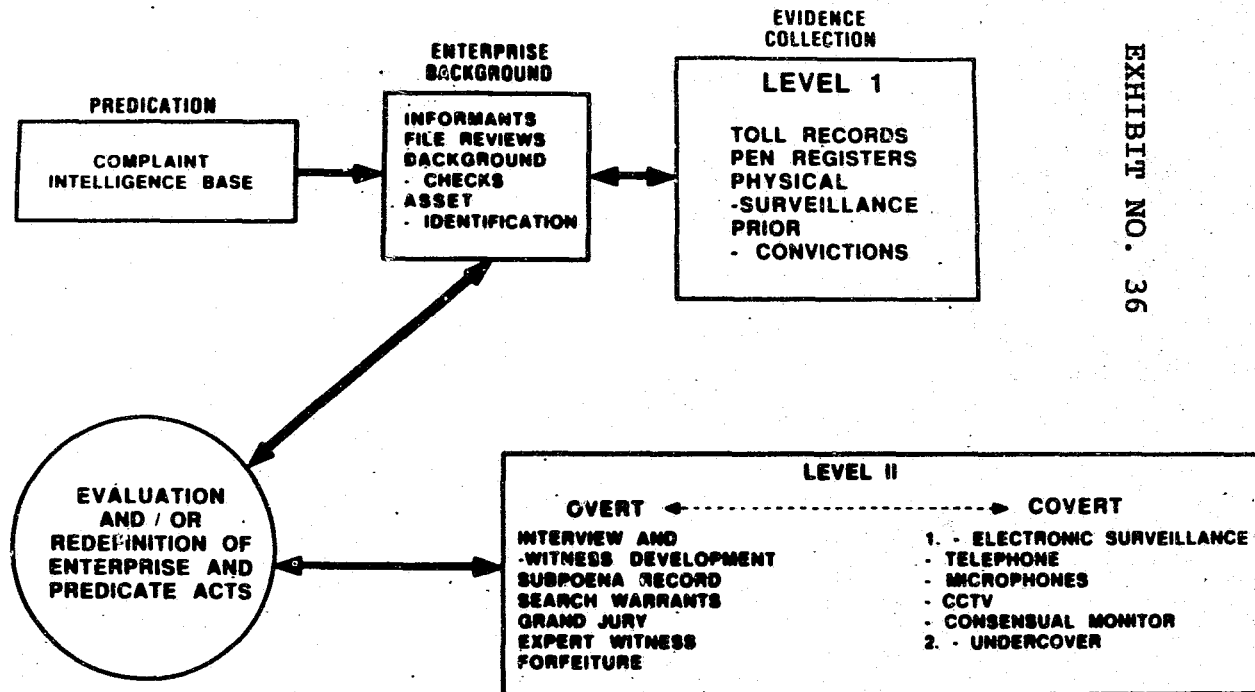 PREDICATION
COMPLAINT
INTELLIGENCE BASE
ENTERPRISE
BACKGROUND
INFORMANTS
FILE REVIEWS
BACKGROUND
- CHECKS
ASSET
- IDENTIFICATION
EVIDENCE
COLLECTION
LEVEL 1
TOLL RECORDS
PEN REGISTERS
PHYSICAL
-SURVEILLANCE
PRIOR
- CONVICTIONS
EXHIBIT NO. 36
EVALUATION
AND / OR
REDEFINITION OF
ENTERPRISE AND
PREDICATE ACTS
LEVEL II
OVERT
INTERVIEW AND
-WITNESS DEVELOPMENT
SUBPOENA RECORD
SEARCH WARRANTS
GRAND JURY
EXPERT WITNESS
FORFEITURE
COVERT
1. - ELECTRONIC SURVEILLANCE
- TELEPHONE
- MICROPHONES
- CCTV
- CONSENSUAL MONITOR
2. - UNDERCOVER